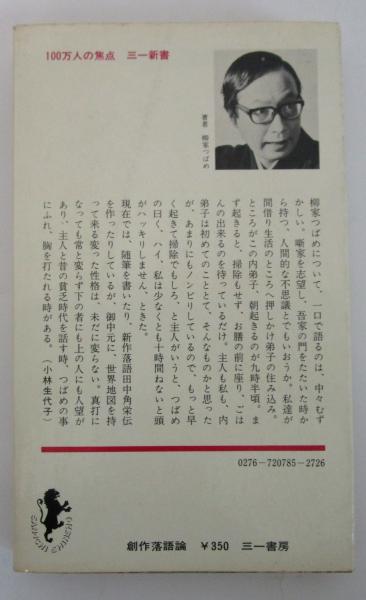 100万人の焦点 三一新書
著者 柳家つばめ
柳家つばめについて、一口で語るのは、中々むず
かしい。噺家を志望し、吾家の門をたたいた時か
ら持つ、人間的な不思議とでもいおうか。私達が
間借り生活のところへ押しかけ弟子の住み込み。
ところがこの内弟子、朝起きるのが九時半頃。ま
ず起きると、掃除もせず、お膳の前に座り、ごは
んの出来るのを待っているだけ。主人も私も、内
弟子は初めてのこととて、そんなものかと思った
が、あまりにもノンビリしているので、もっと早
く起きて掃除でもしろ、と主人がいうと、つばめ
の曰く、ハイ、私は少なくとも十時間ねないと頭
がハッキリしません、ときた。
現在では、随筆を書いたり、新作落語田中角栄伝
を作ったりしているが、御中元に、世界地図を持
って来る変った性格は、未だに変らない。真打に
なっても常と変らず下の者にも上の人にも人望が
あり、主人と昔の貧乏時代を話す時、つばめの事
にふれ、胸を打たれる時がある。（小林生代子）
0276-720785-2726
創作落語論 ￥350 三一書房